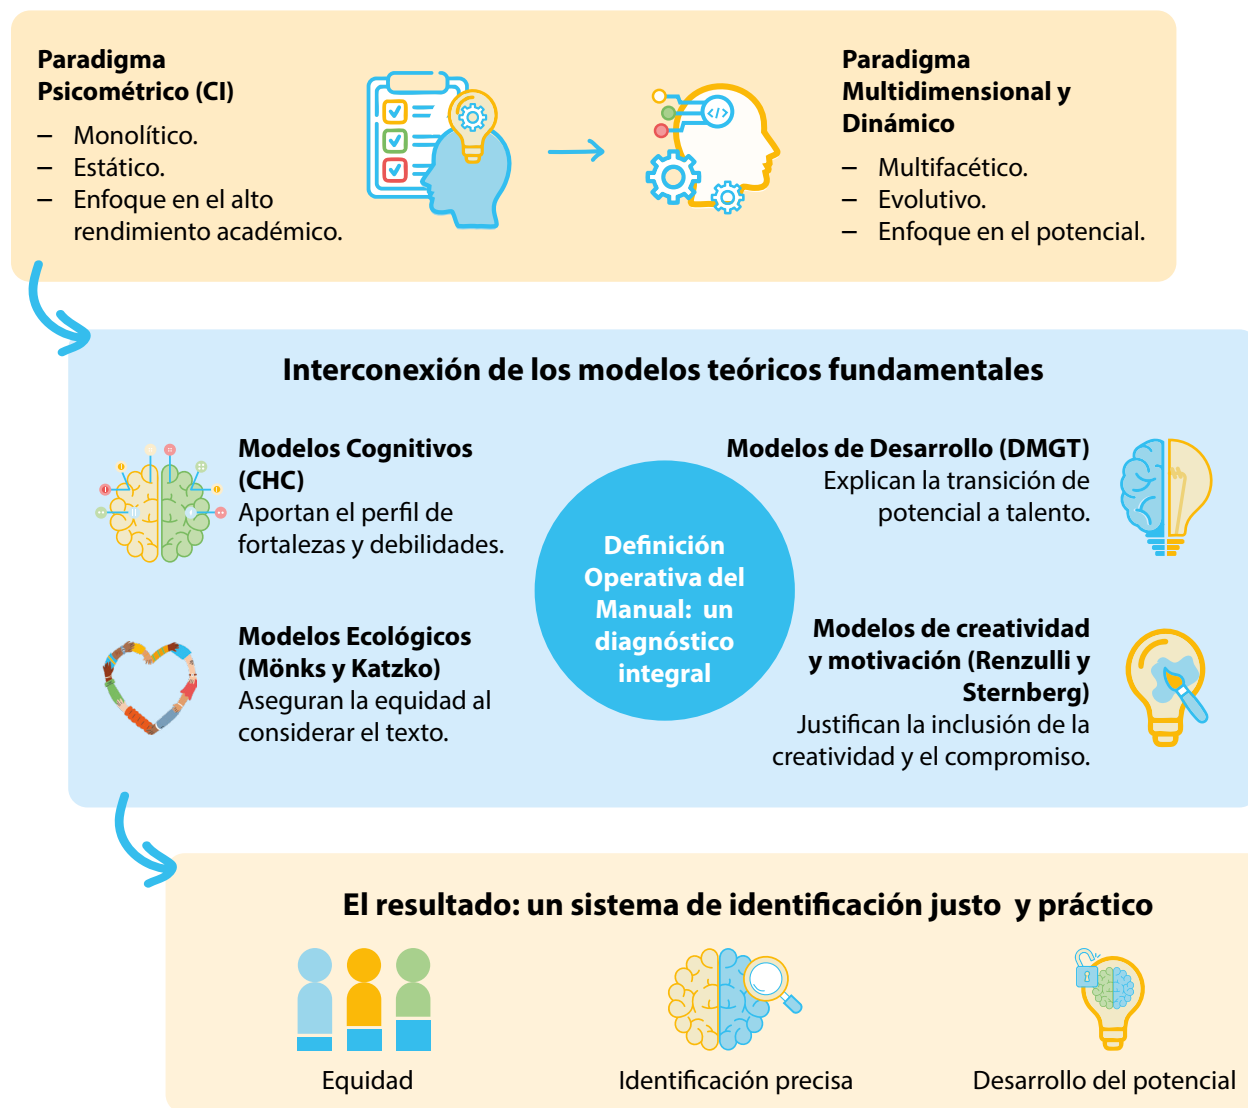 Paradigma
Psicométrico (CI)
– Monolítico.
– Estático.
– Enfoque en el alto
rendimiento académico.
Paradigma
Multidimensional y
Dinámico
– Multifacético.
– Evolutivo.
– Enfoque en el potencial.
Interconexión de los modelos teóricos fundamentales
Modelos Cognitivos
(CHC)
Aportan el perfil de
fortalezas y debilidades.
Modelos Ecológicos
(Mönks y Katzko)
Aseguran la equidad al
considerar el texto.
Definición
Operativa del
Manual: un
diagnóstico
integral
Modelos de Desarrollo (DMGT)
Explican la transición de
potencial a talento.
Modelos de creatividad
y motivación (Renzulli y
Sternberg)
Justifican la inclusión de la
creatividad y el compromiso.
El resultado: un sistema de identificación justo y práctico
Equidad
Identificación precisa
Desarrollo del potencial